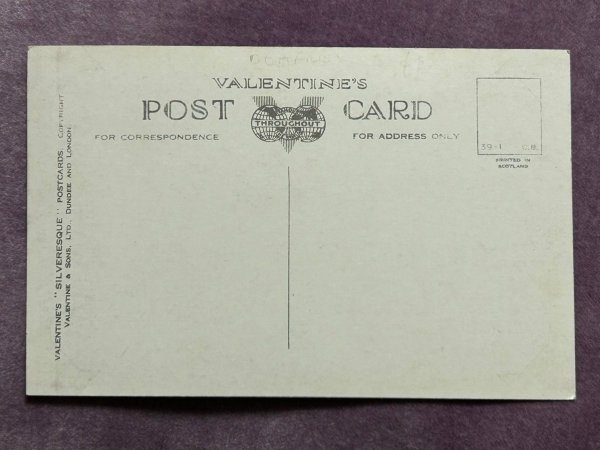 VALENTINE'S
POST CARD
THROUGHOUT
FOR CORRESPONDENCE
FOR ADDRESS ONLY
39-1 C.B.
PRINTED IN
SCOTLAND
VALENTINE'S "SILVERESQUE" POSTCARDS. COPYRIGHT
VALENTINE & SONS, LTD., DUNDEE AND LONDON.